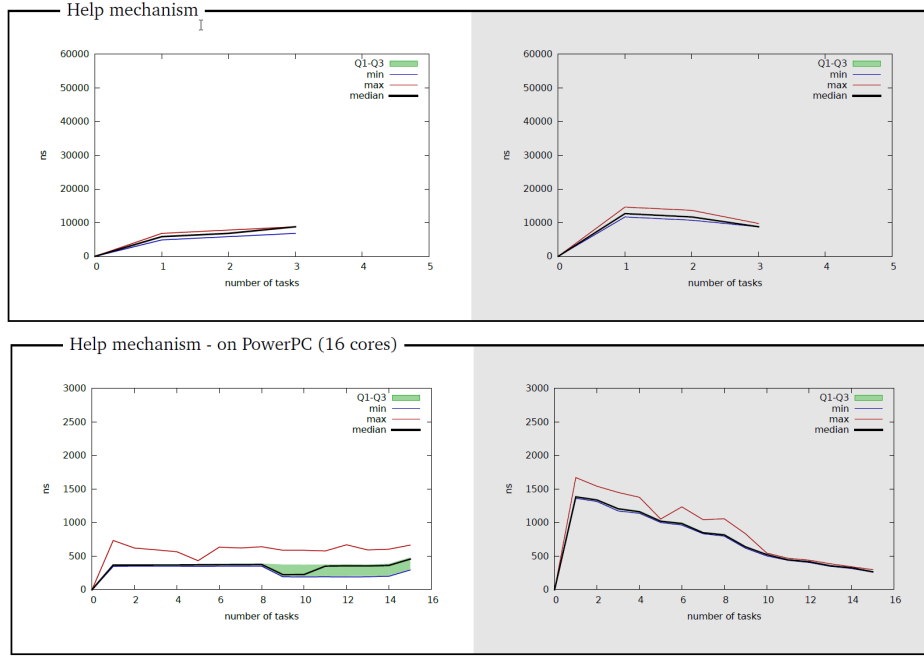 Help mechanism
60000
50000
40000
30000
20000
10000
0
ns
0 1 2 3 4 5
number of tasks
Q1-Q3
min
max
median
60000
50000
40000
30000
20000
10000
0
ns
0 1 2 3 4 5
number of tasks
Q1-Q3
min
max
median
Help mechanism - on PowerPC (16 cores)
3000
2500
2000
1500
1000
500
0
ns
0 2 4 6 8 10 12 14 16
number of tasks
Q1-Q3
min
max
median
3000
2500
2000
1500
1000
500
0
ns
0 2 4 6 8 10 12 14 16
number of tasks
Q1-Q3
min
max
median